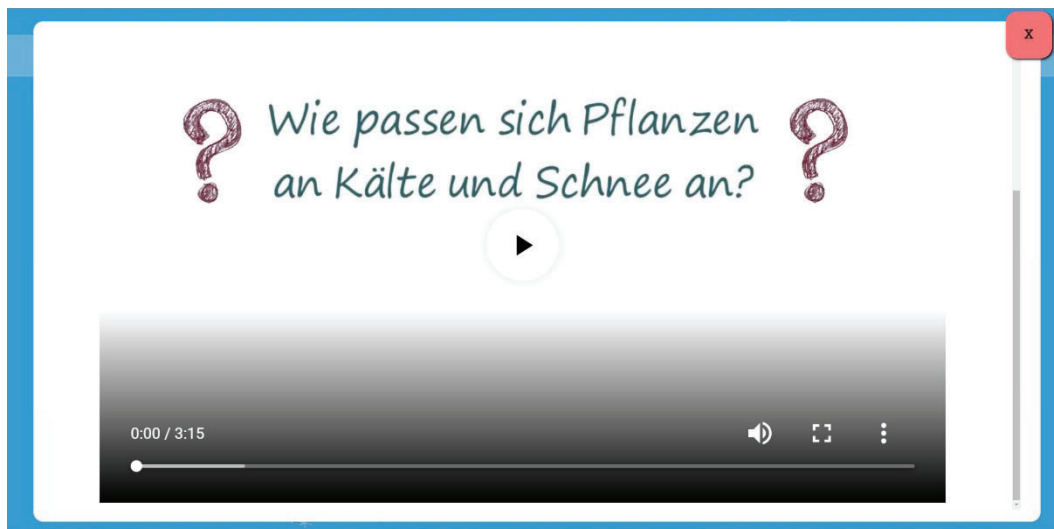 x
? Wie passen sich Pflanzen ?
an Kälte und Schnee an?
0:00 / 3:15